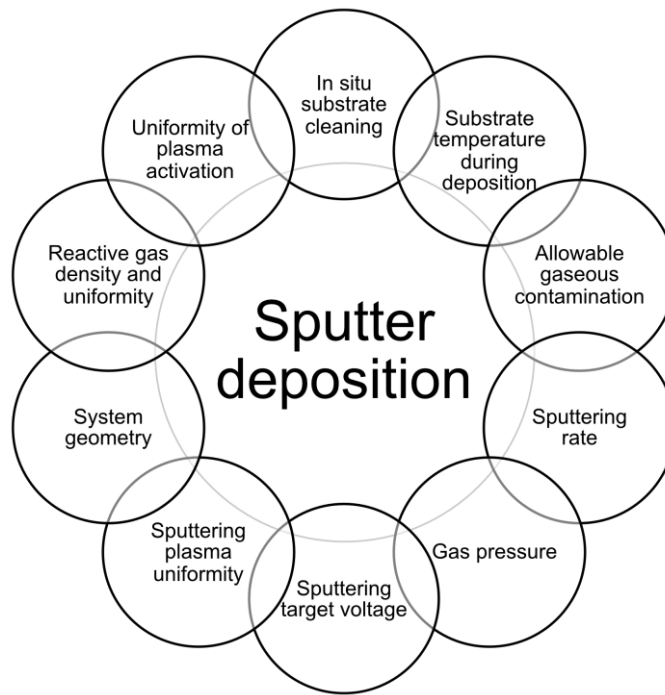 In situ
substrate
cleaning
Substrate
temperature
during
deposition
Allowable
gaseous
contamination
Sputtering
rate
Gas pressure
Sputtering
target voltage
Sputtering
plasma
uniformity
System
geometry
Reactive gas
density and
uniformity
Uniformity of
plasma
activation
Sputter
deposition